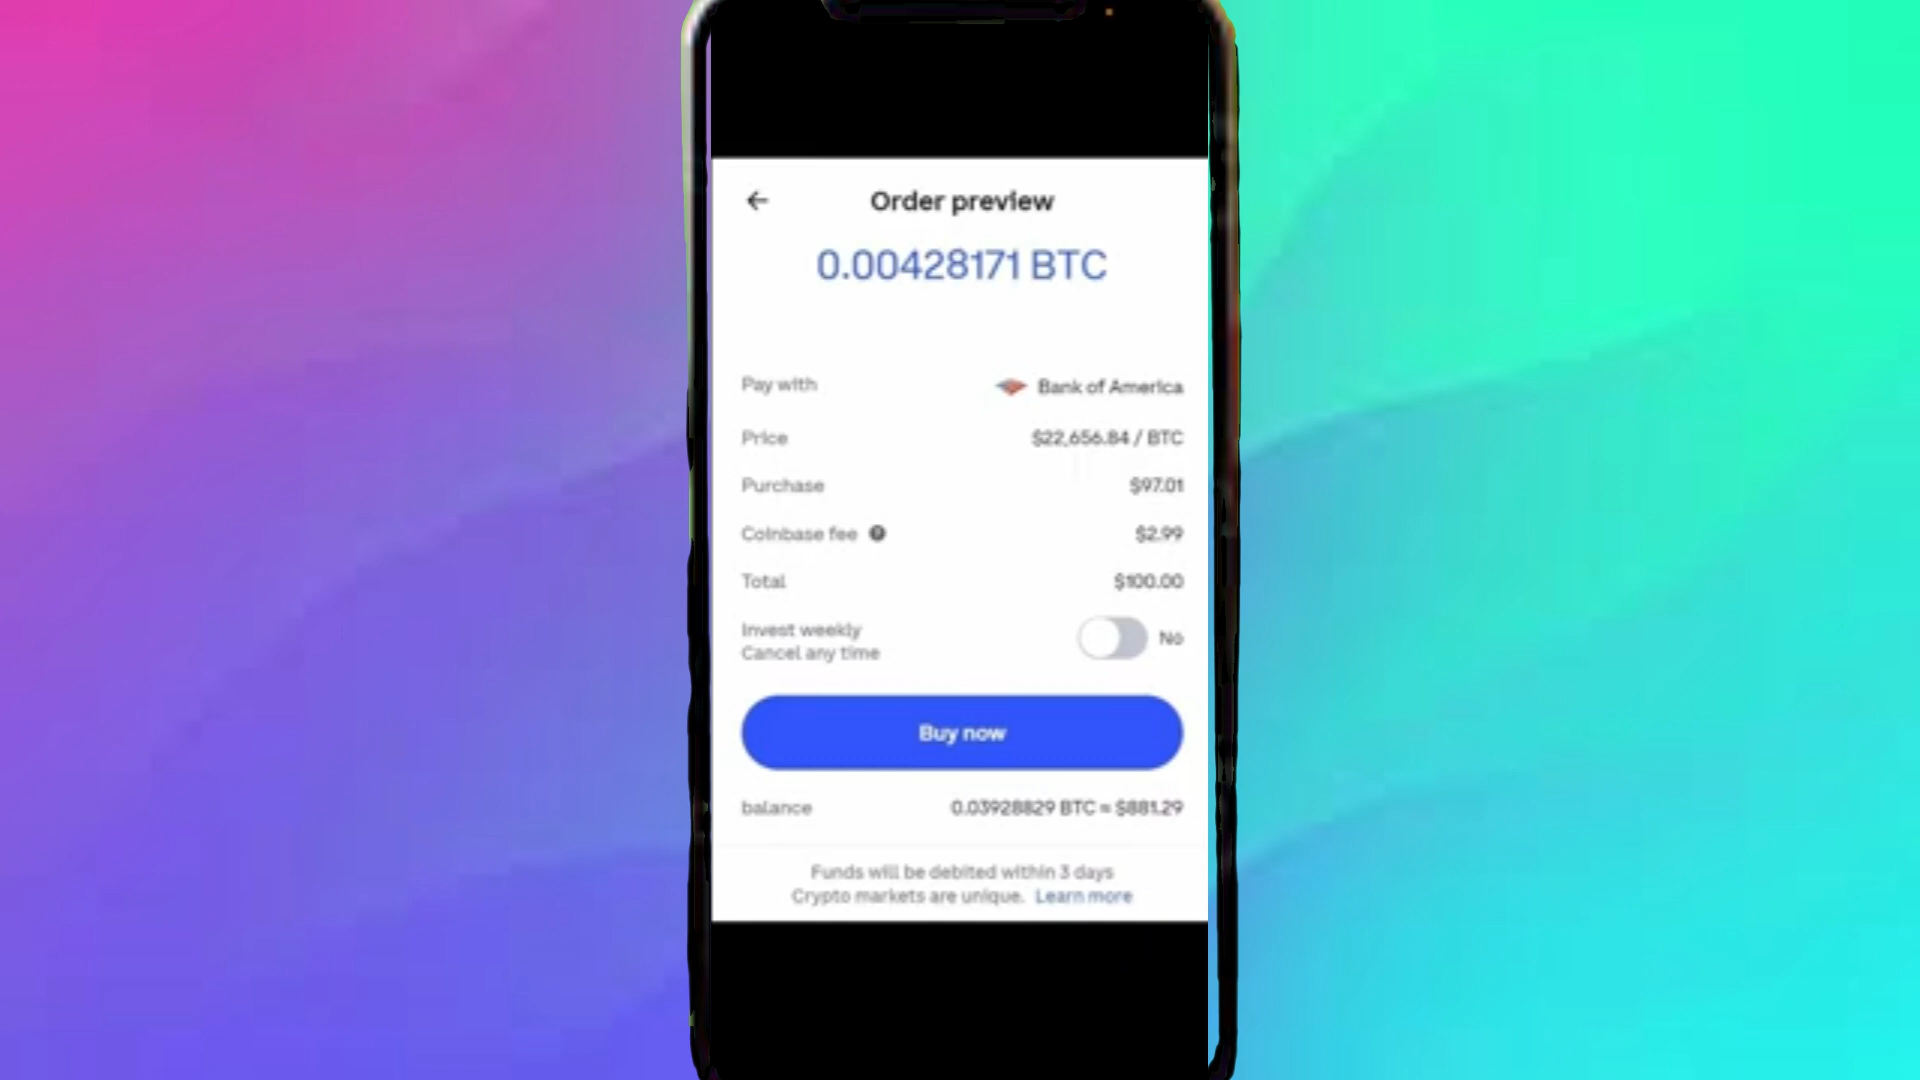 Order preview
0.00428171 BTC
Pay with Bank of America
Price $22,656.84 / BTC
Purchase $97.01
Coinbase fee ?
$2.99
Total $100.00
Invest weekly
Cancel any time
No
Buy now
balance 0.03928829 BTC ≈ $881.29
Funds will be debited within 3 days
Crypto markets are unique. Learn more